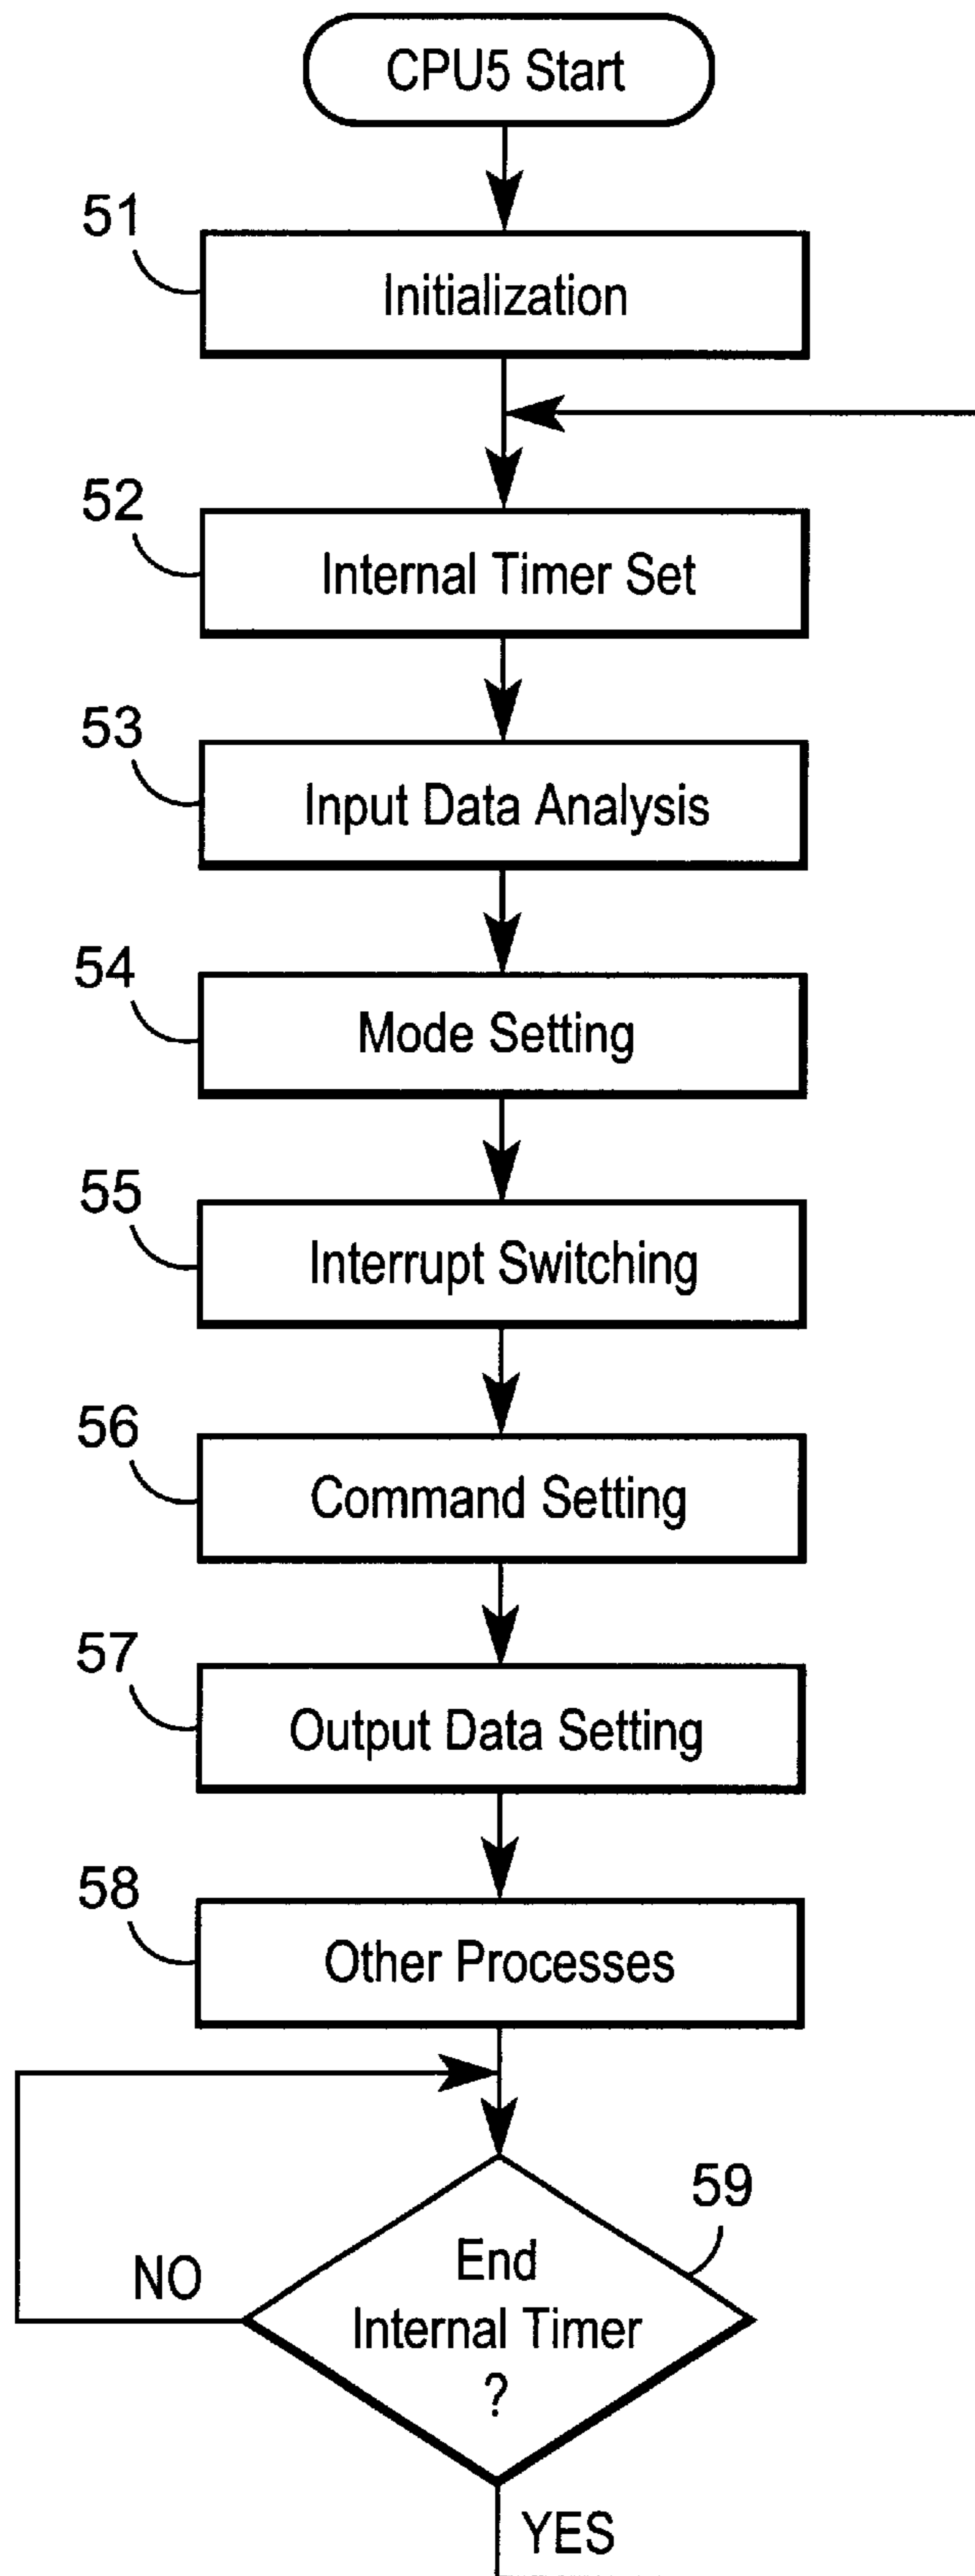 CPU5 Start
51
Initialization
52
Internal Timer Set
53
Input Data Analysis
54
Mode Setting
55
Interrupt Switching
56
Command Setting
57
Output Data Setting
58
Other Processes
59
End
Internal Timer
?
NO
YES